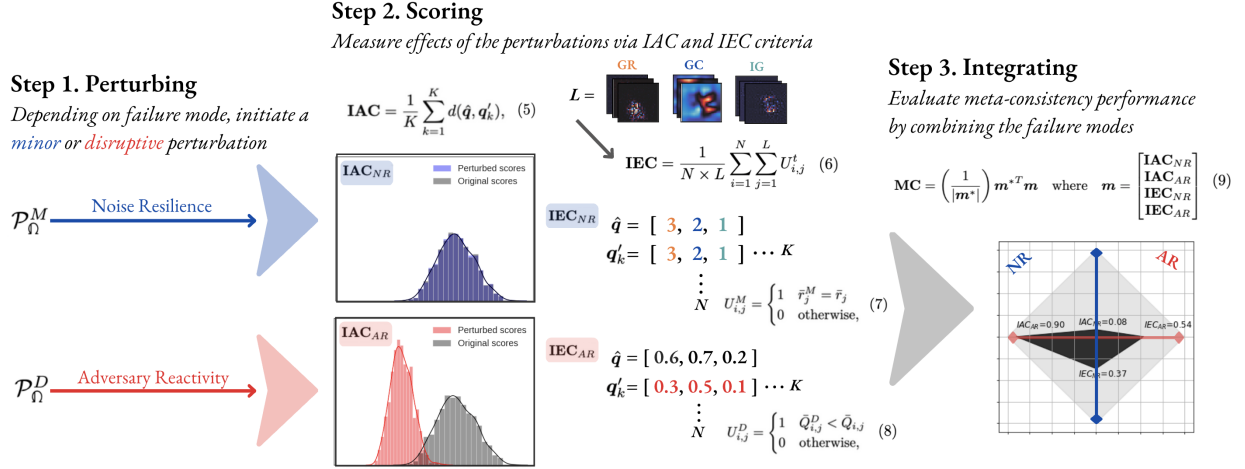 Step 1. Perturbing
Depending on failure mode, initiate a
minor or disruptive perturbation
𝒫_Ω^M
Noise Resilience
𝒫_Ω^D
Adversary Reactivity
Step 2. Scoring
Measure effects of the perturbations via IAC and IEC criteria
IAC = 1/K ∑_{k=1}^{K} d(q̂, q′_k), (5)
GR GC IG
L =
IEC = 1/(N × L) ∑_{i=1}^{N} ∑_{j=1}^{L} U^t_{i,j} (6)
IAC_NR
Perturbed scores
Original scores
IEC_NR
q̂ = [ 3, 2, 1 ]
q′_k = [ 3, 2, 1 ] ⋯ K
⋮
N
U^M_{i,j} = { 1 r̄^M_j = r̄_j
0 otherwise, (7)
IAC_AR
Perturbed scores
Original scores
IEC_AR
q̂ = [ 0.6, 0.7, 0.2 ]
q′_k = [ 0.3, 0.5, 0.1 ] ⋯ K
⋮
N
U^D_{i,j} = { 1 Q̄^D_{i,j} < Q̄_{i,j}
0 otherwise, (8)
Step 3. Integrating
Evaluate meta-consistency performance
by combining the failure modes
MC = (1/|m*|) m*^T m where m = [IAC_NR
IAC_AR
IEC_NR
IEC_AR] (9)
NR
AR
IAC_AR=0.90
IAC_NR=0.08
IEC_AR=0.54
IEC_NR=0.37